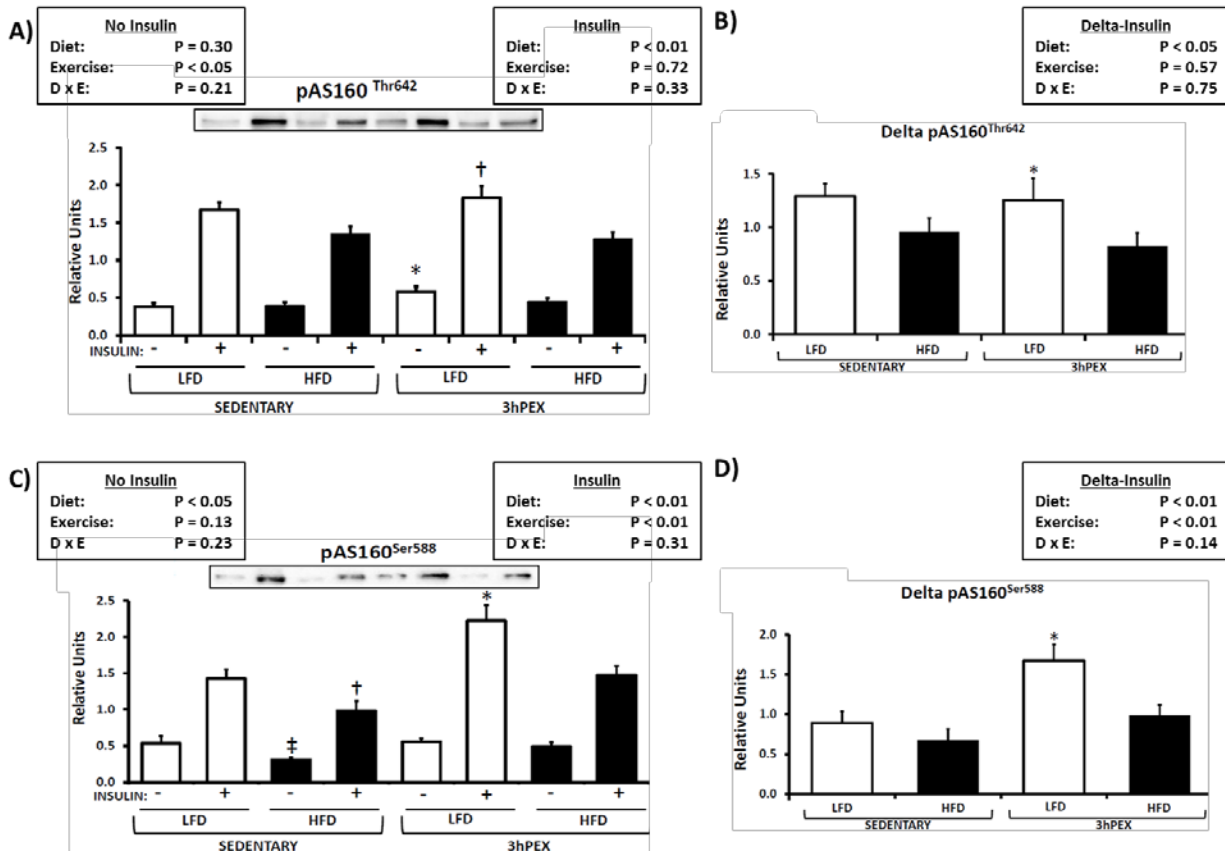 A)
No Insulin
Diet: P = 0.30
Exercise: P < 0.05
D x E: P = 0.21
Insulin
Diet: P < 0.01
Exercise: P = 0.72
D x E: P = 0.33
pAS160 Thr642
Relative Units
2.5
2.0
1.5
1.0
0.5
0.0
*
†
INSULIN: - + - + - + - +
LFD HFD LFD HFD
SEDENTARY 3hPEX
B)
Delta-Insulin
Diet: P < 0.05
Exercise: P = 0.57
D x E: P = 0.75
Delta pAS160Thr642
Relative Units
1.5
1.0
0.5
0.0
*
LFD HFD LFD HFD
SEDENTARY 3hPEX
C)
No Insulin
Diet: P < 0.05
Exercise: P = 0.13
D x E P = 0.23
Insulin
Diet: P < 0.01
Exercise: P < 0.01
D x E: P = 0.31
pAS160Ser588
Relative Units
2.5
2.0
1.5
1.0
0.5
0.0
‡
†
*
INSULIN: - + - + - + - +
LFD HFD LFD HFD
SEDENTARY 3hPEX
D)
Delta-Insulin
Diet: P < 0.01
Exercise: P < 0.01
D x E: P = 0.14
Delta pAS160Ser588
Relative Units
2.0
1.5
1.0
0.5
0.0
*
LFD HFD LFD HFD
SEDENTARY 3hPEX